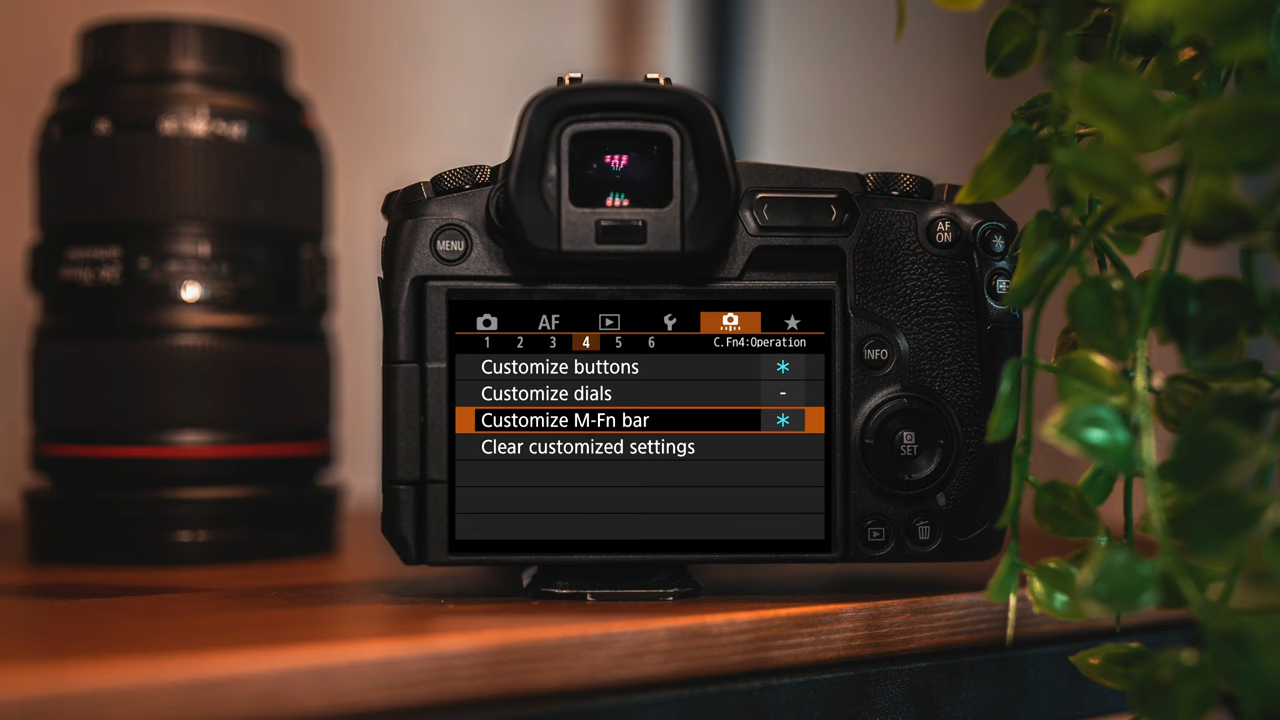 MENU
AF
ON
AF
1 2 3 4 5 6 C.Fn4:Operation
Customize buttons *
Customize dials -
Customize M-Fn bar *
Clear customized settings
INFO
Q
SET